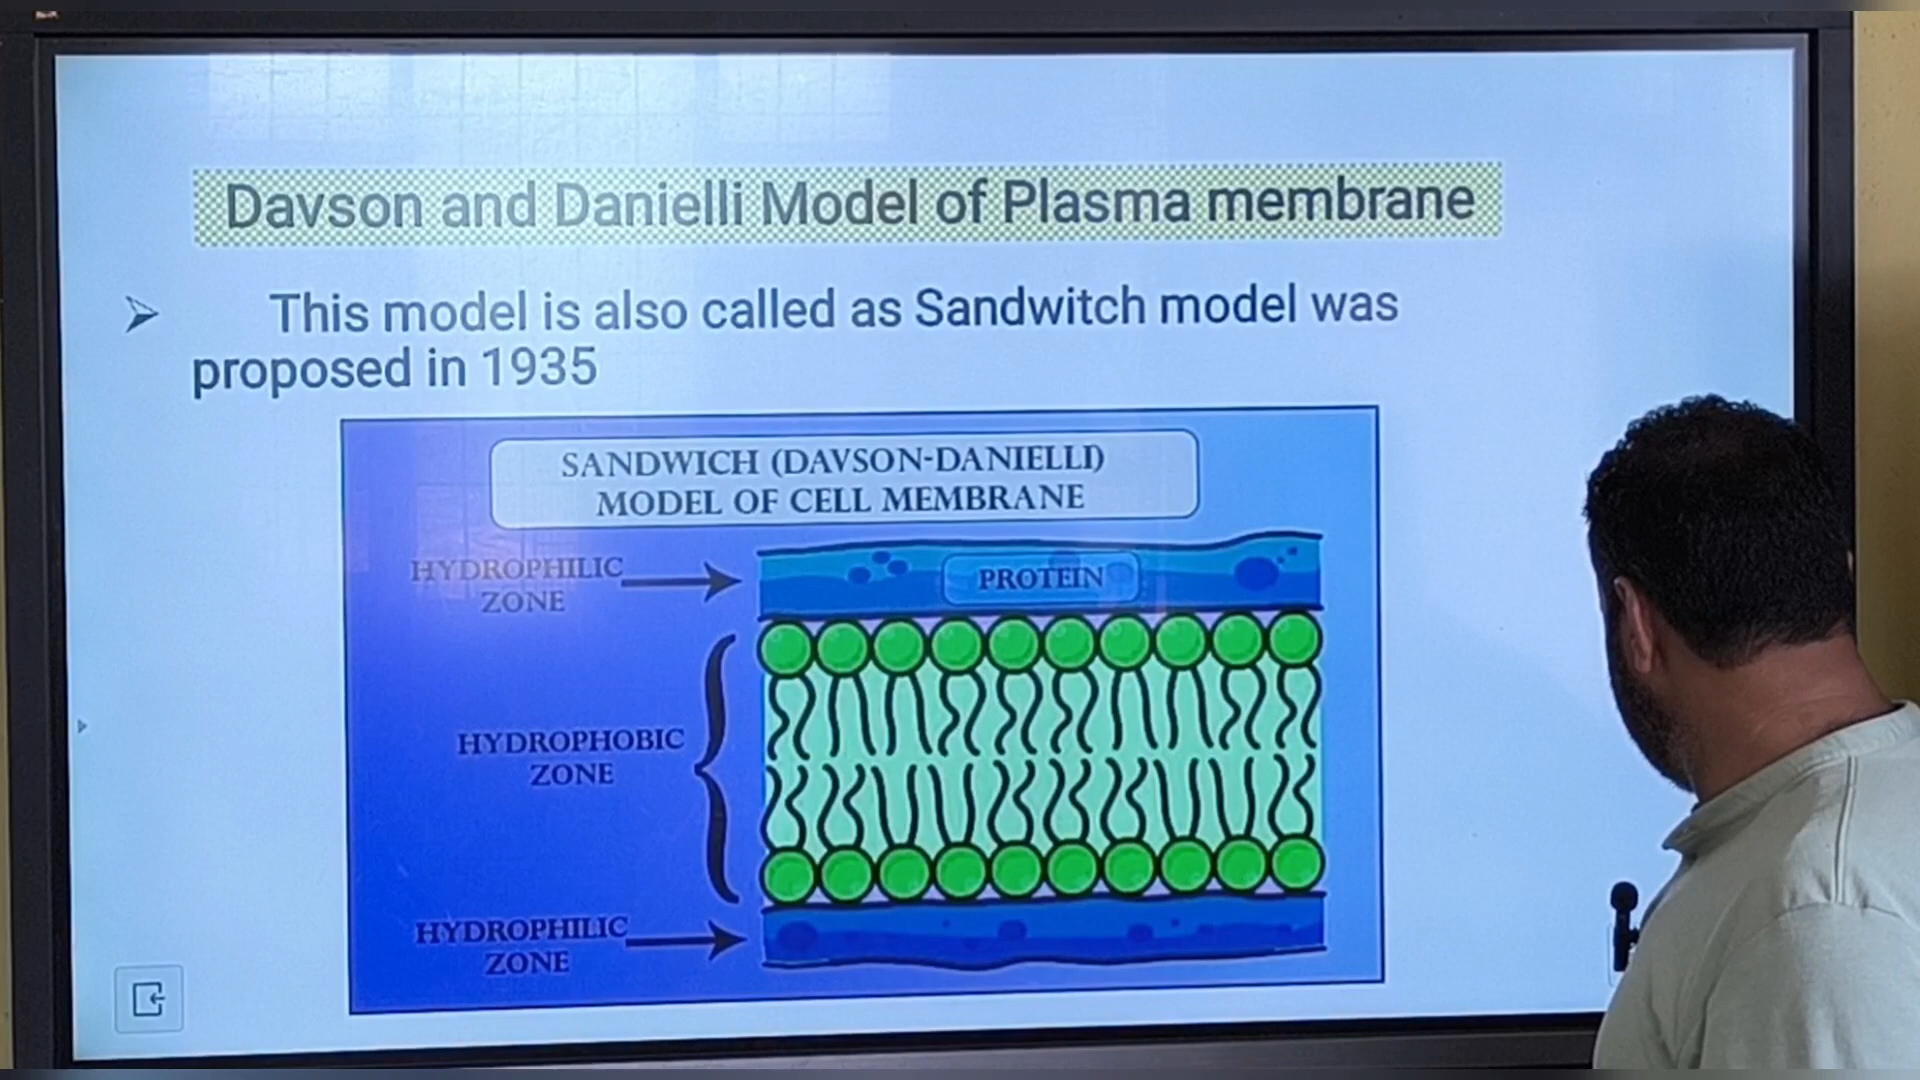 Davson and Danielli Model of Plasma membrane
This model is also called as Sandwitch model was
proposed in 1935
SANDWICH (DAVSON-DANIELLI)
MODEL OF CELL MEMBRANE
HYDROPHILIC
ZONE
PROTEIN
HYDROPHOBIC
ZONE
HYDROPHILIC
ZONE